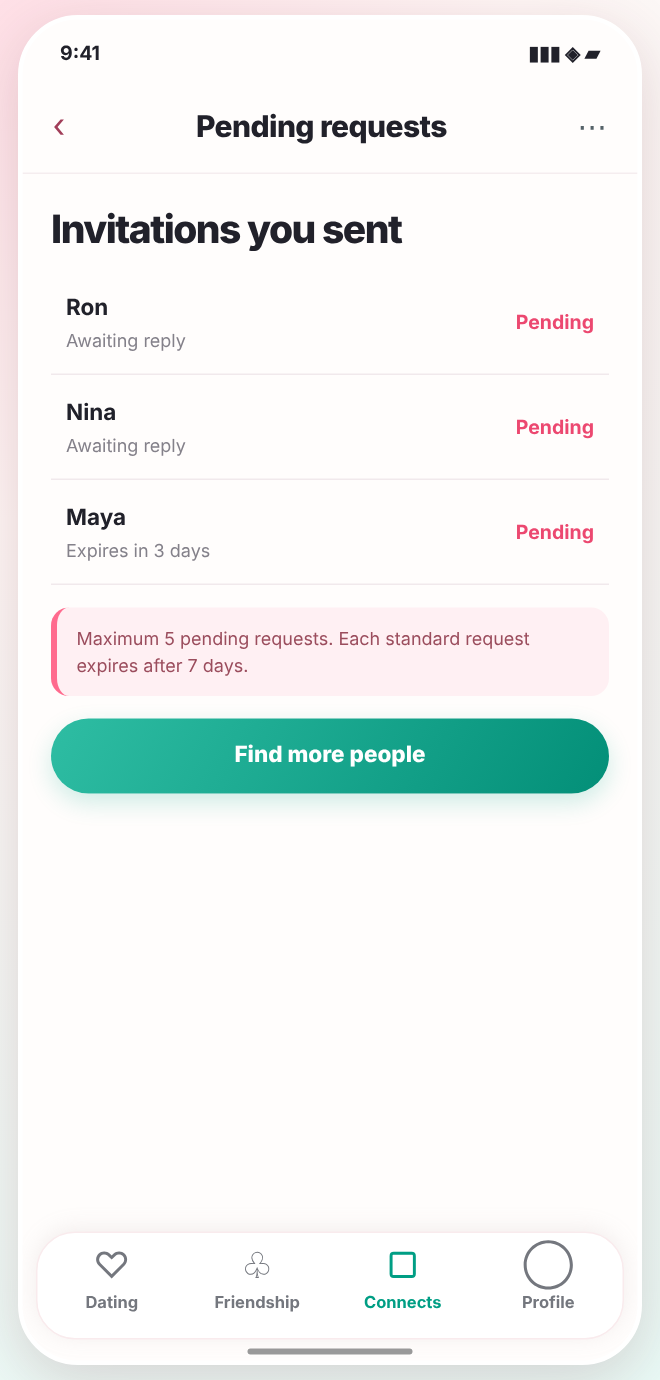 9:41
Pending requests
Invitations you sent
Ron
Awaiting reply
Pending
Nina
Awaiting reply
Pending
Maya
Expires in 3 days
Pending
Maximum 5 pending requests. Each standard request
expires after 7 days.
Find more people
Dating
Friendship
Connects
Profile